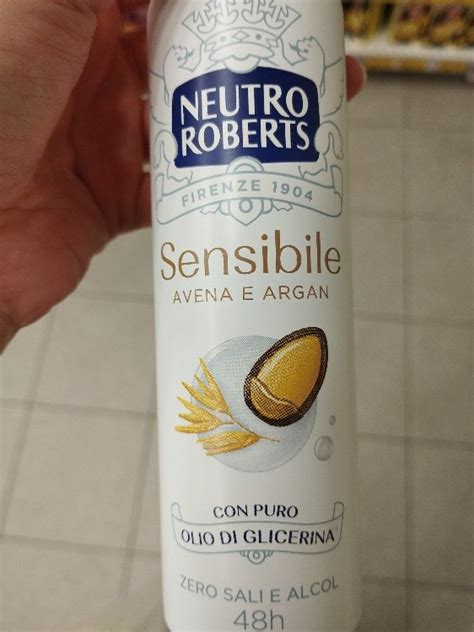 NEUTRO
ROBERTS
FIRENZE 1904
Sensibile
AVENA E ARGAN
CON PURO
OLIO DI GLICERINA
ZERO SALI E ALCOL
48h